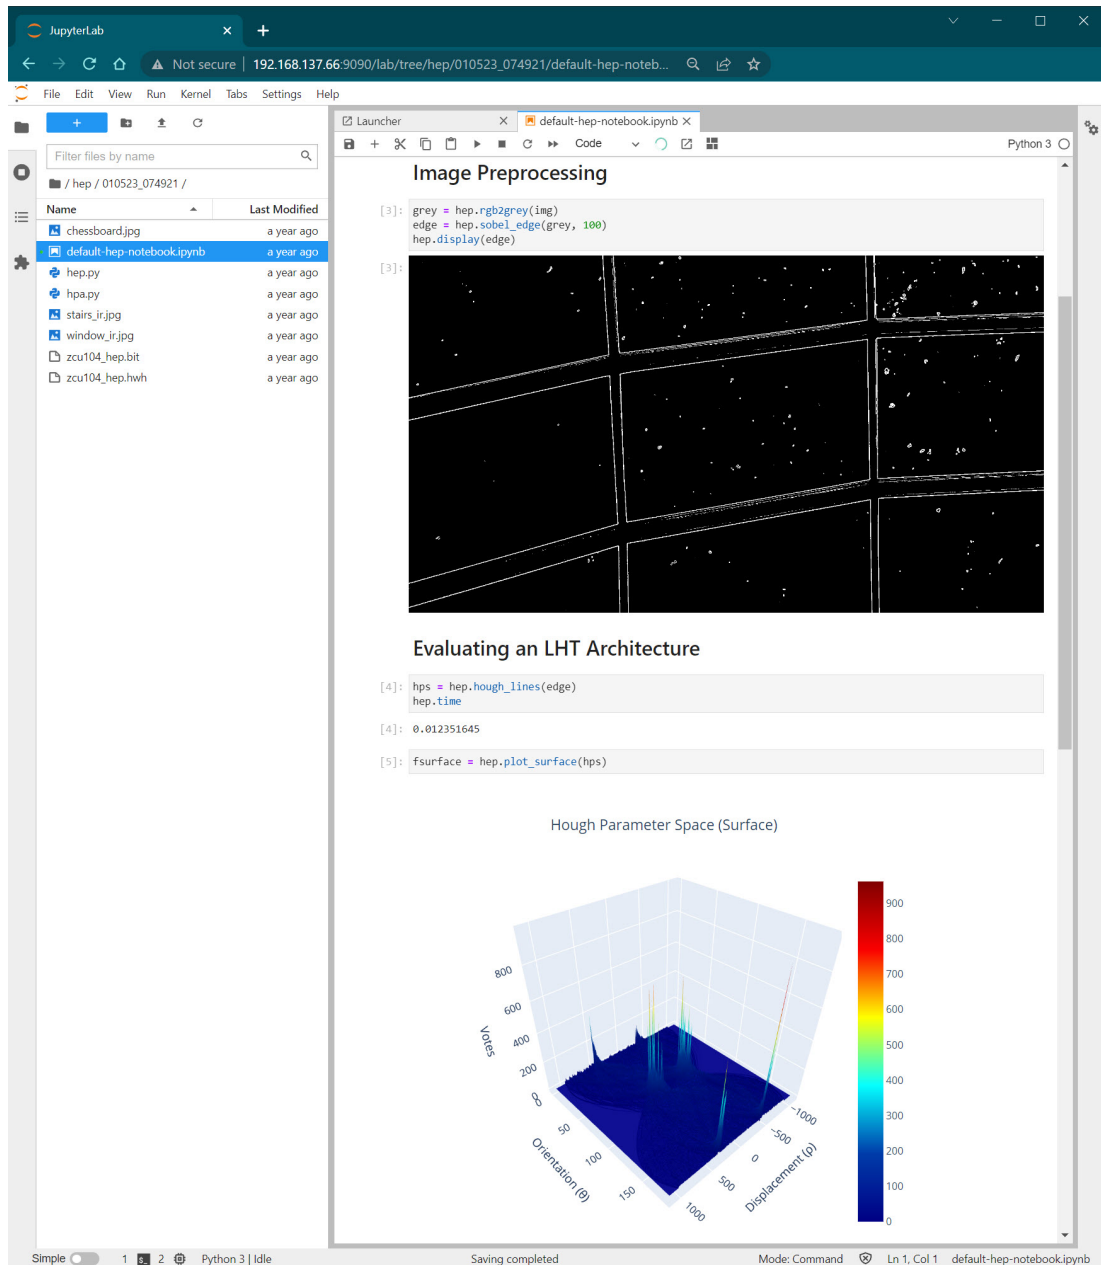 JupyterLab
Not secure | 192.168.137.66:9090/lab/tree/hep/010523_074921/default-hep-noteb...
File Edit View Run Kernel Tabs Settings Help
Filter files by name
/ hep / 010523_074921 /
Name Last Modified
chessboard.jpg a year ago
default-hep-notebook.ipynb a year ago
hep.py a year ago
hpa.py a year ago
stairs_ir.jpg a year ago
window_ir.jpg a year ago
zcu104_hep.bit a year ago
zcu104_hep.hwh a year ago
Launcher default-hep-notebook.ipynb
Code Python 3
Image Preprocessing
[3]: grey = hep.rgb2grey(img)
edge = hep.sobel_edge(grey, 100)
hep.display(edge)
[3]:
Evaluating an LHT Architecture
[4]: hps = hep.hough_lines(edge)
hep.time
[4]: 0.012351645
[5]: fsurface = hep.plot_surface(hps)
Hough Parameter Space (Surface)
Votes
800
600
400
200
0
Orientation (θ)
0
50
100
150
Displacement (ρ)
−1000
−500
0
500
1000
900
800
700
600
500
400
300
200
100
0
Simple 1 2 Python 3 | Idle Saving completed Mode: Command Ln 1, Col 1 default-hep-notebook.ipynb